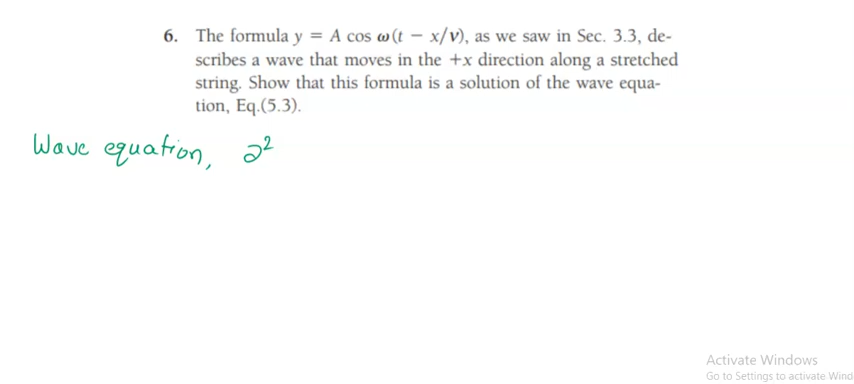 6. The formula y = A cos ω(t − x/v), as we saw in Sec. 3.3, de-
scribes a wave that moves in the +x direction along a stretched
string. Show that this formula is a solution of the wave equa-
tion, Eq.(5.3).
Wave equation, ∂²
Activate Windows
Go to Settings to activate Wind